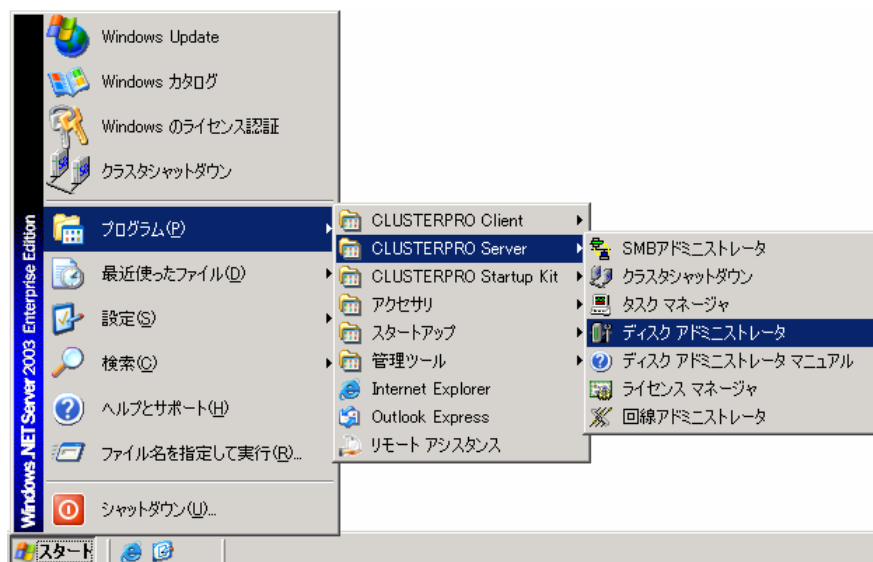 Windows Update
Windows カタログ
Windows のライセンス認証
クラスタシャットダウン
プログラム(P)
最近使ったファイル(D)
設定(S)
検索(C)
ヘルプとサポート(H)
ファイル名を指定して実行(R)...
シャットダウン(U)...
Windows .NET Server 2003 Enterprise Edition
CLUSTERPRO Client
CLUSTERPRO Server
CLUSTERPRO Startup Kit
アクセサリ
スタートアップ
管理ツール
Internet Explorer
Outlook Express
リモート アシスタンス
SMBアドミニストレータ
クラスタシャットダウン
タスク マネージャ
ディスク アドミニストレータ
ディスク アドミニストレータ マニュアル
ライセンス マネージャ
回線アドミニストレータ
スタート